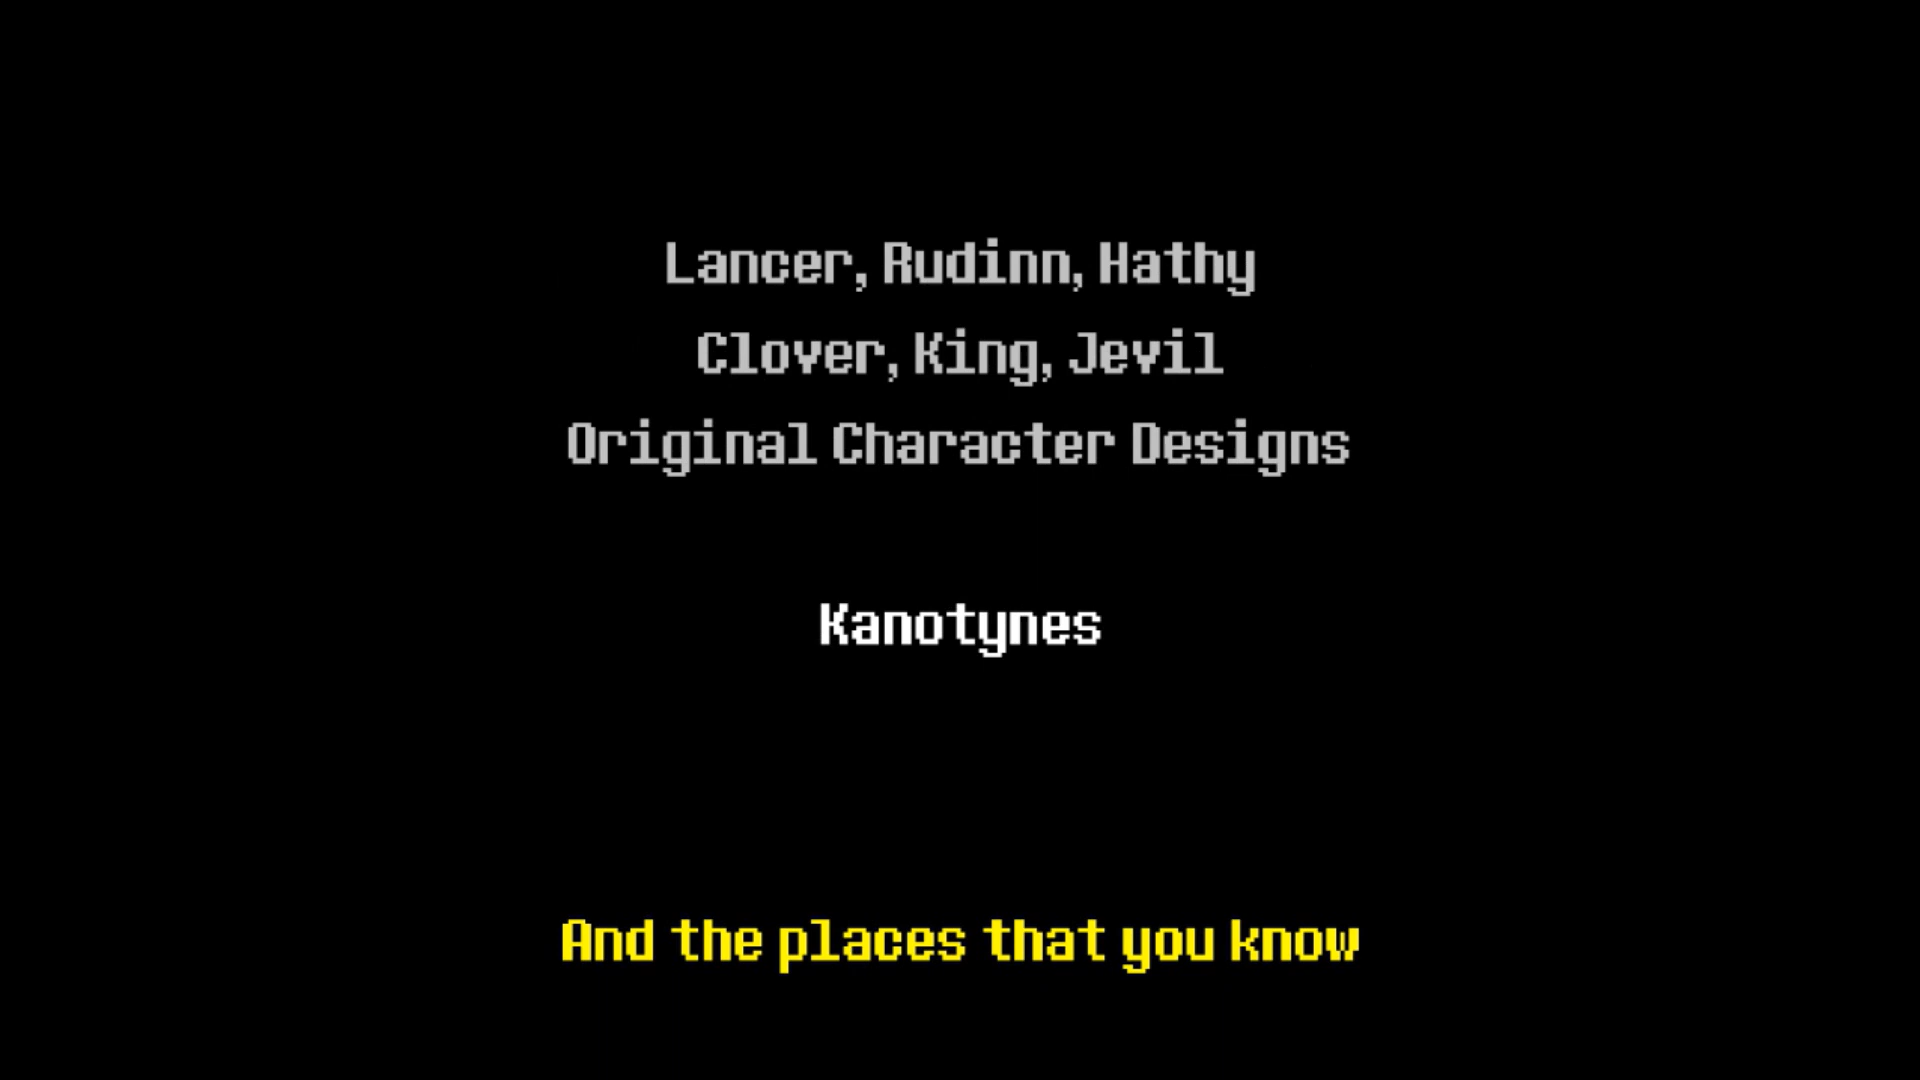 Lancer, Rudinn, Hathy
Clover, King, Jevil
Original Character Designs
Kanotynes
And the places that you know